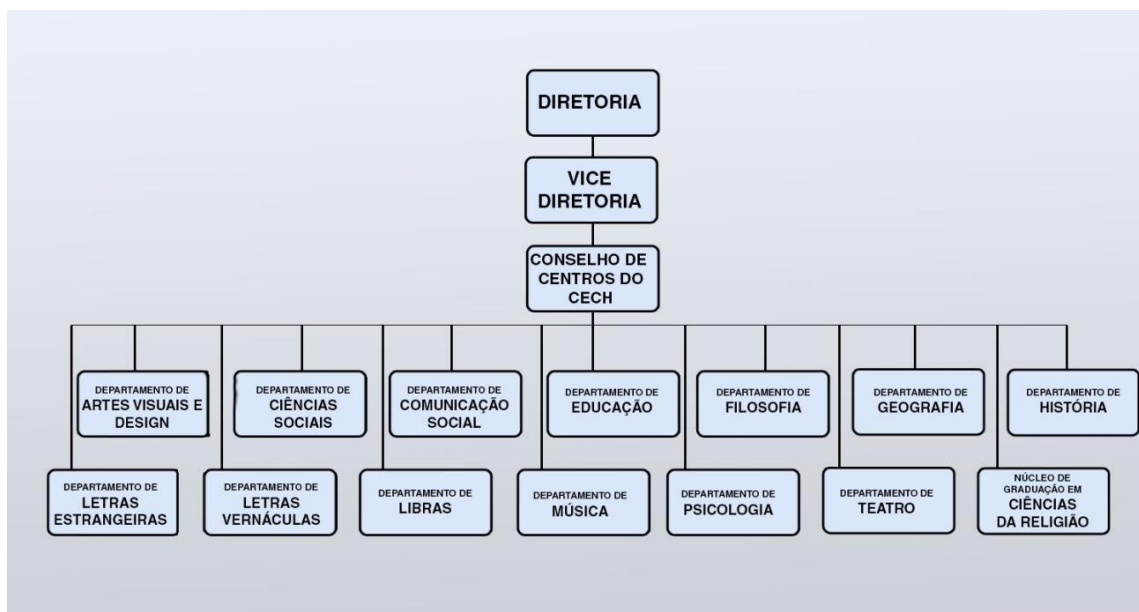 DIRETORIA
VICE
DIRETORIA
CONSELHO DE
CENTROS DO
CECH
DEPARTAMENTO DE
ARTES VISUAIS E
DESIGN
DEPARTAMENTO DE
CIÊNCIAS
SOCIAIS
DEPARTAMENTO DE
COMUNICAÇÃO
SOCIAL
DEPARTAMENTO DE
EDUCAÇÃO
DEPARTAMENTO DE
FILOSOFIA
DEPARTAMENTO DE
GEOGRAFIA
DEPARTAMENTO DE
HISTÓRIA
DEPARTAMENTO DE
LETRAS
ESTRANGEIRAS
DEPARTAMENTO DE
LETRAS
VERNÁCULAS
DEPARTAMENTO DE
LIBRAS
DEPARTAMENTO DE
MÚSICA
DEPARTAMENTO DE
PSICOLOGIA
DEPARTAMENTO DE
TEATRO
NÚCLEO DE
GRADUAÇÃO EM
CIÊNCIAS
DA RELIGIÃO